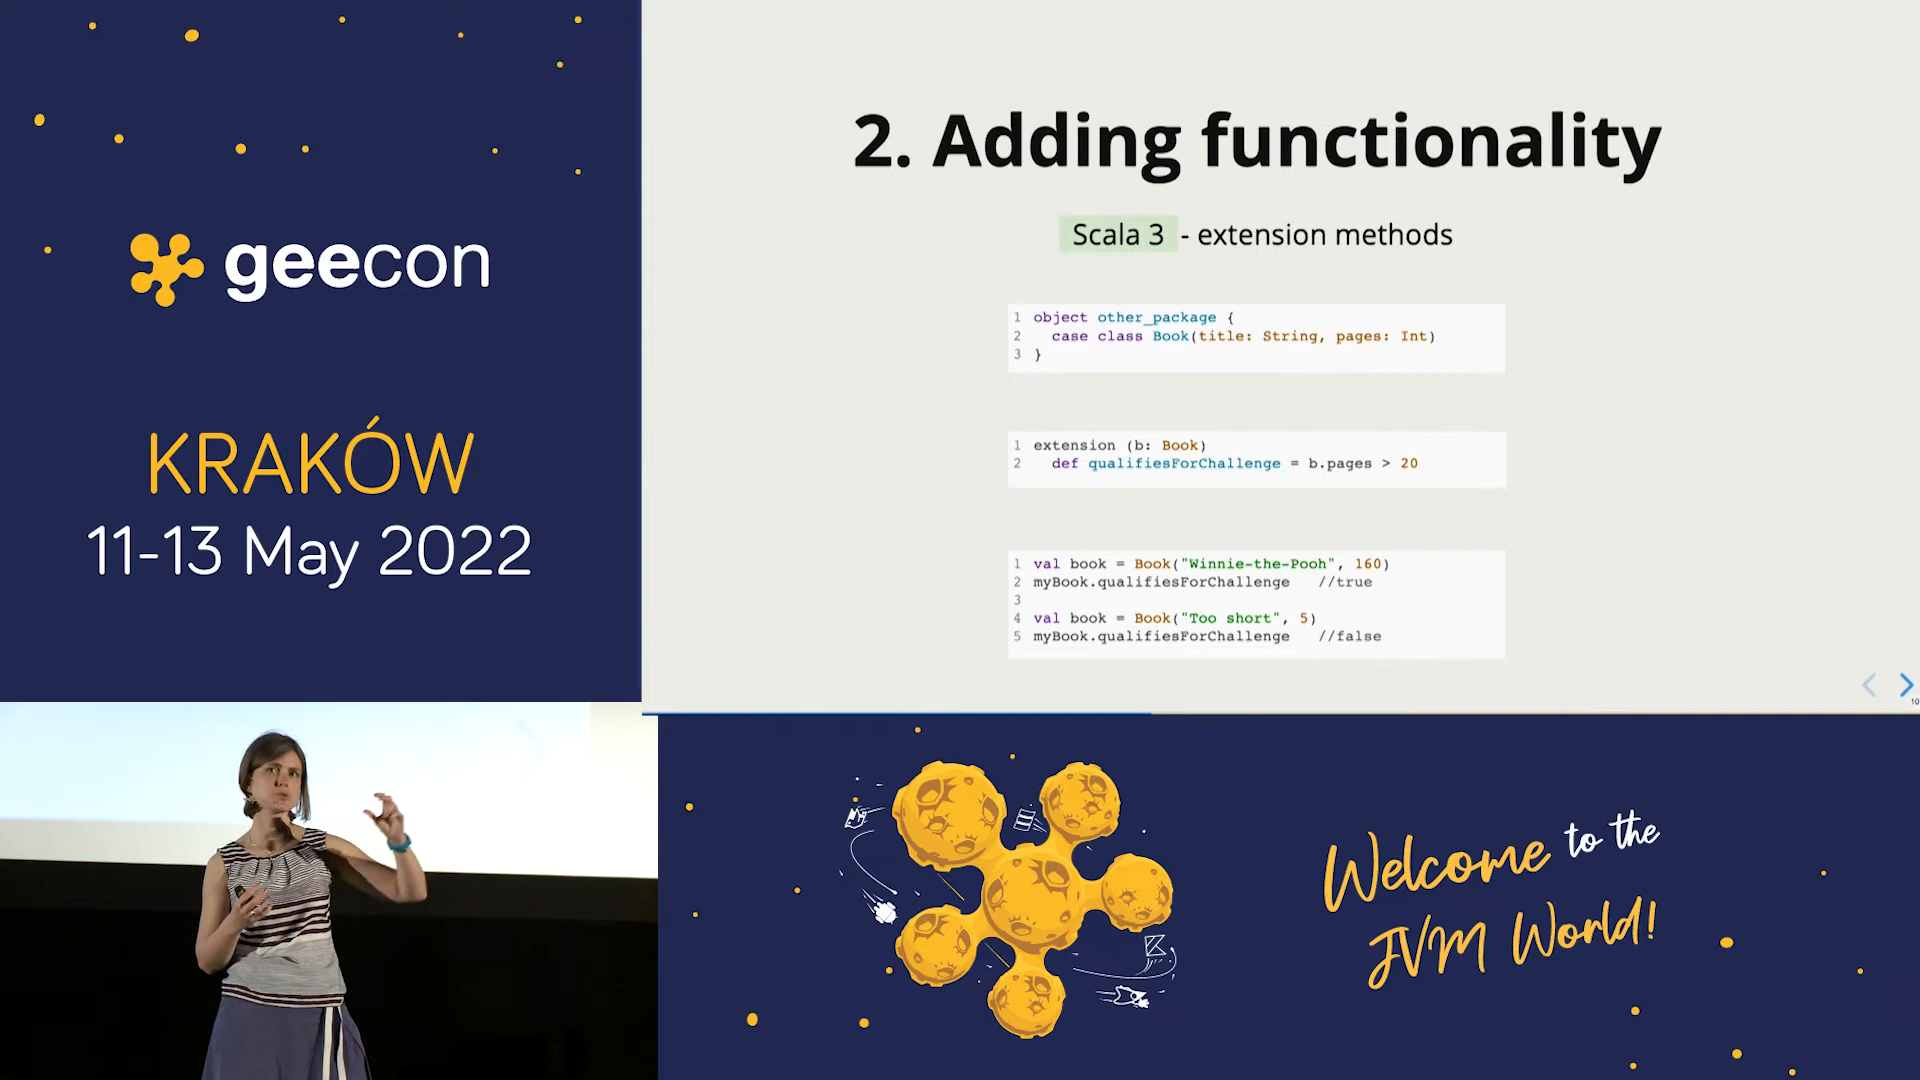 geecon
KRAKÓW
11-13 May 2022
2. Adding functionality
Scala 3 - extension methods
1 object other_package {
2 case class Book(title: String, pages: Int)
3 }
1 extension (b: Book)
2 def qualifiesForChallenge = b.pages > 20
1 val book = Book("Winnie-the-Pooh", 160)
2 myBook.qualifiesForChallenge //true
3
4 val book = Book("Too short", 5)
5 myBook.qualifiesForChallenge //false
10
Welcome to the
JVM World!